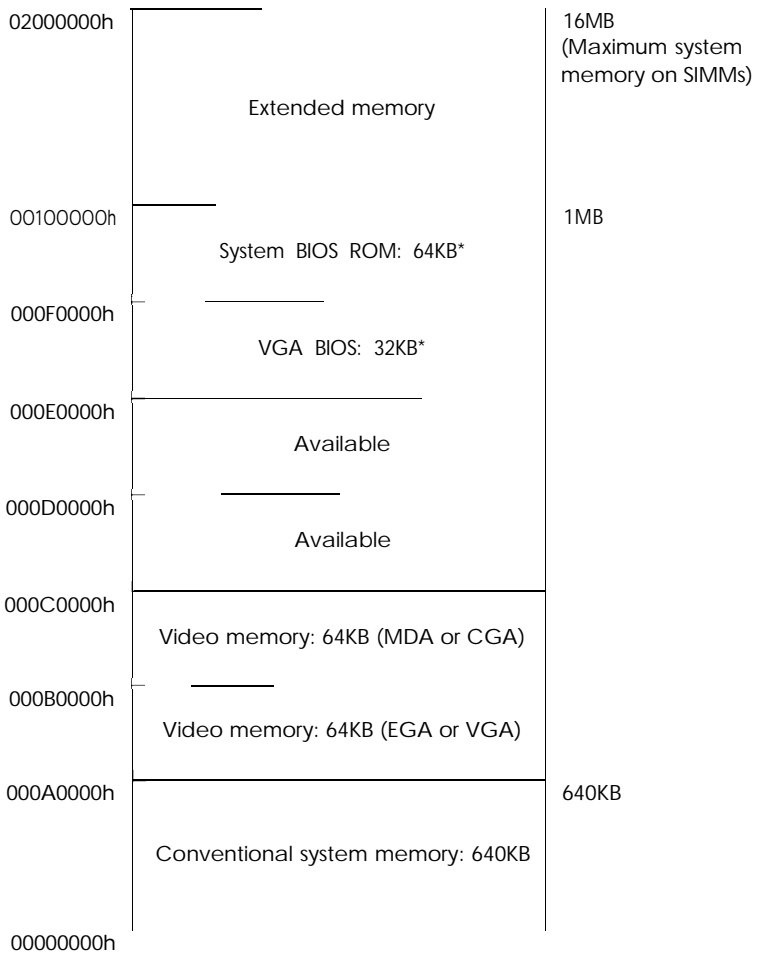 02000000h
16MB
(Maximum system
memory on SIMMs)
Extended memory
00100000h
1MB
System BIOS ROM: 64KB*
000F0000h
VGA BIOS: 32KB*
000E0000h
Available
000D0000h
Available
000C0000h
Video memory: 64KB (MDA or CGA)
000B0000h
Video memory: 64KB (EGA or VGA)
000A0000h
640KB
Conventional system memory: 640KB
00000000h